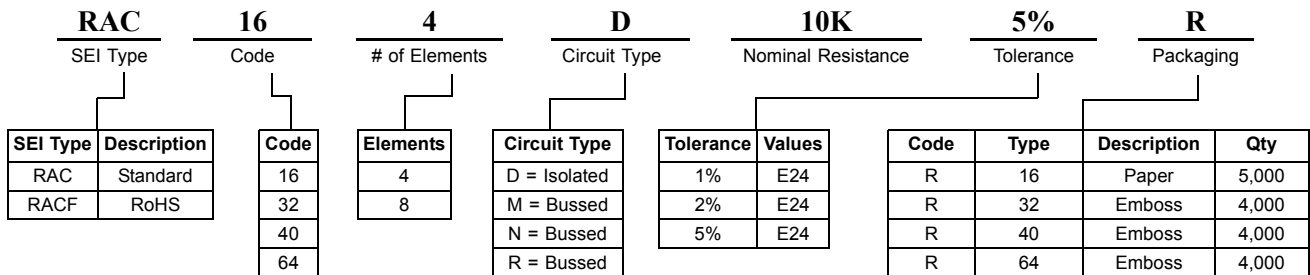 RAC 16 4 D 10K 5% R
SEI Type Code # of Elements Circuit Type Nominal Resistance Tolerance Packaging
SEI Type Description Code Elements Circuit Type Tolerance Values Code Type Description Qty
RAC Standard 16 4 D = Isolated 1% E24 R 16 Paper 5,000
RACF RoHS 32 8 M = Bussed 2% E24 R 32 Emboss 4,000
40 N = Bussed 5% E24 R 40 Emboss 4,000
64 R = Bussed R 64 Emboss 4,000